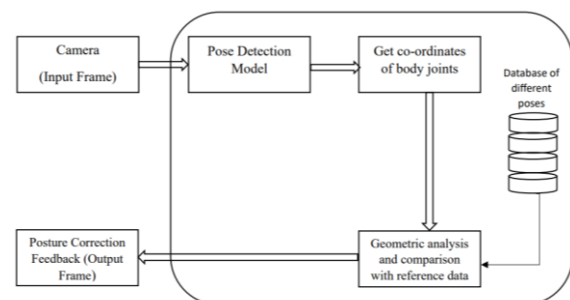 Camera
(Input Frame)
Pose Detection
Model
Get co-ordinates
of body joints
Database of
different
poses
Posture Correction
Feedback (Output
Frame)
Geometric analysis
and comparison
with reference data